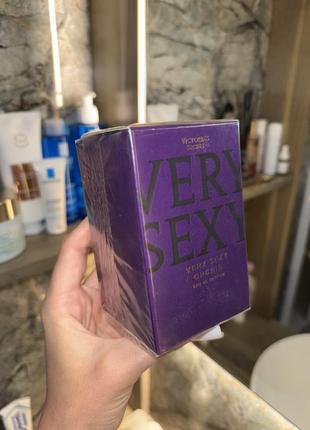 VICTORIA'S
SECRET
VERY
SEXY
VERY SEXY
ORCHID
EAU DE PARFUM